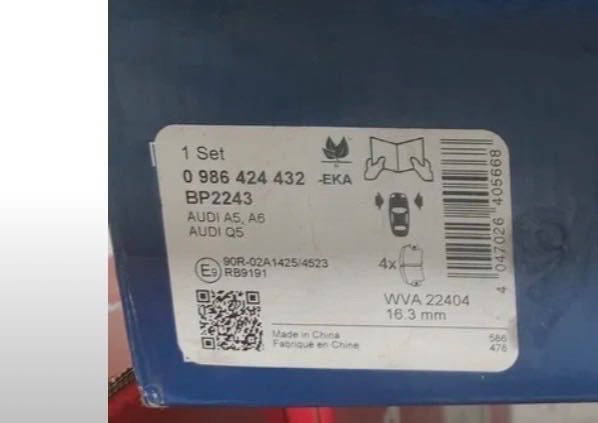 1 Set
0 986 424 432 -EKA
BP2243
AUDI A5, A6
AUDI Q5
E9 90R-02A1425/4523
RB9191
4x
WVA 22404
16.3 mm
Made in China
Fabriqué en Chine
586
478
4 047026 405668